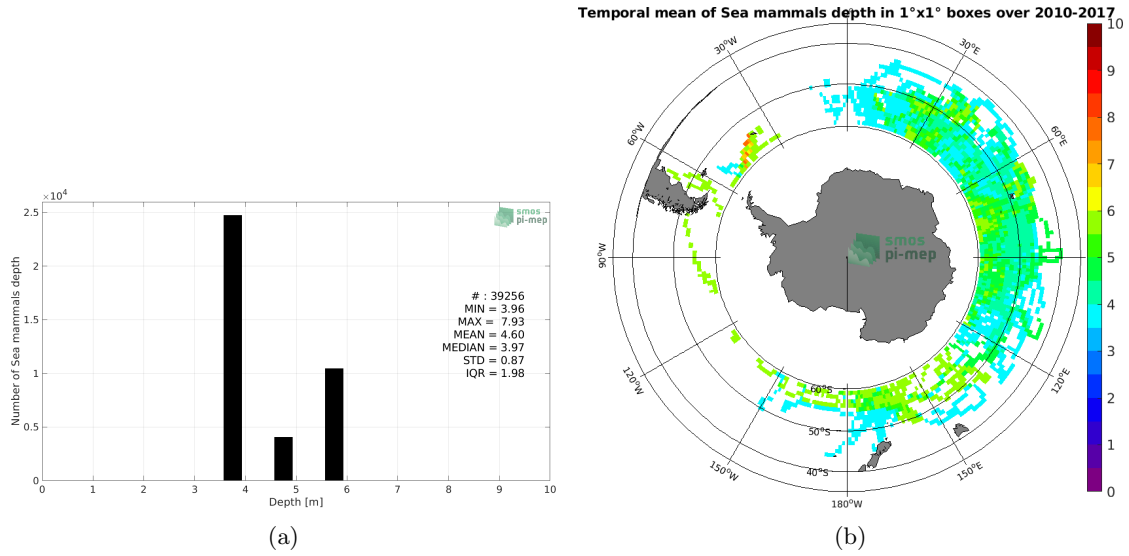 Temporal mean of Sea mammals depth in 1°x1° boxes over 2010-2017
×10⁴
Number of Sea mammals depth
2.5
2
1.5
1
0.5
0
0 1 2 3 4 5 6 7 8 9 10
Depth [m]
smos
pi-mep
# : 39256
MIN = 3.96
MAX = 7.93
MEAN = 4.60
MEDIAN = 3.97
STD = 0.87
IQR = 1.98
(a)
30°W
30°E
60°W
60°E
90°W
120°W
120°E
150°W
150°E
180°W
60°S
50°S
40°S
smos
pi-mep
10
9
8
7
6
5
4
3
2
1
0
(b)